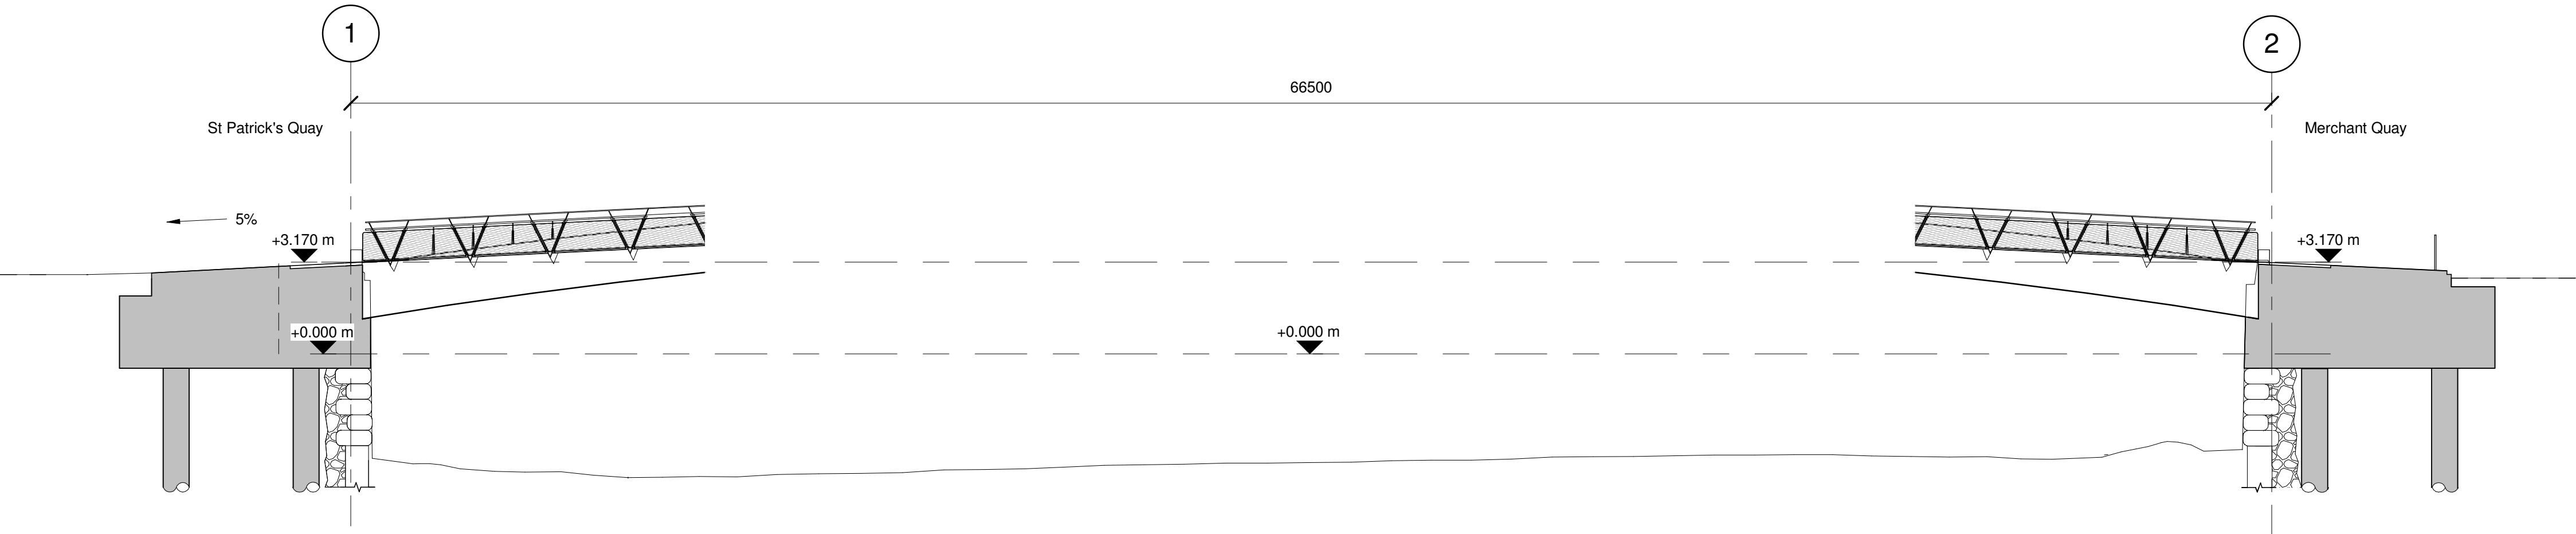 1
2
66500
St Patrick's Quay
Merchant Quay
5%
+3.170 m
+3.170 m
+0.000 m
+0.000 m